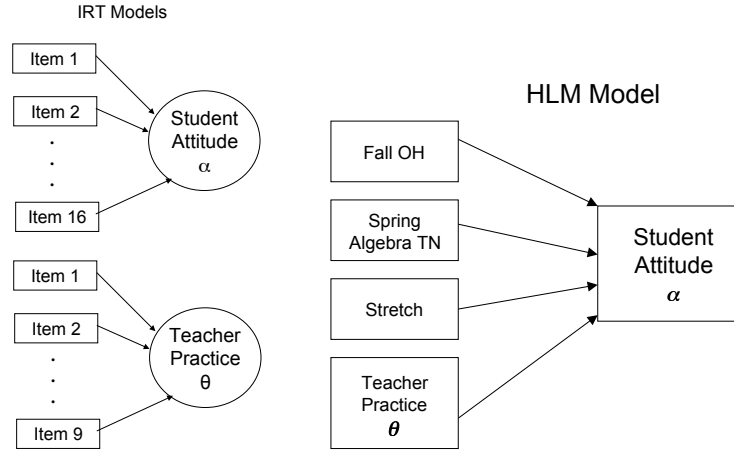 IRT Models
Item 1
Item 2
.
.
.
Item 16
Student
Attitude
α
Item 1
Item 2
.
.
.
Item 9
Teacher
Practice
θ
HLM Model
Fall OH
Spring
Algebra TN
Stretch
Teacher
Practice
θ
Student
Attitude
α